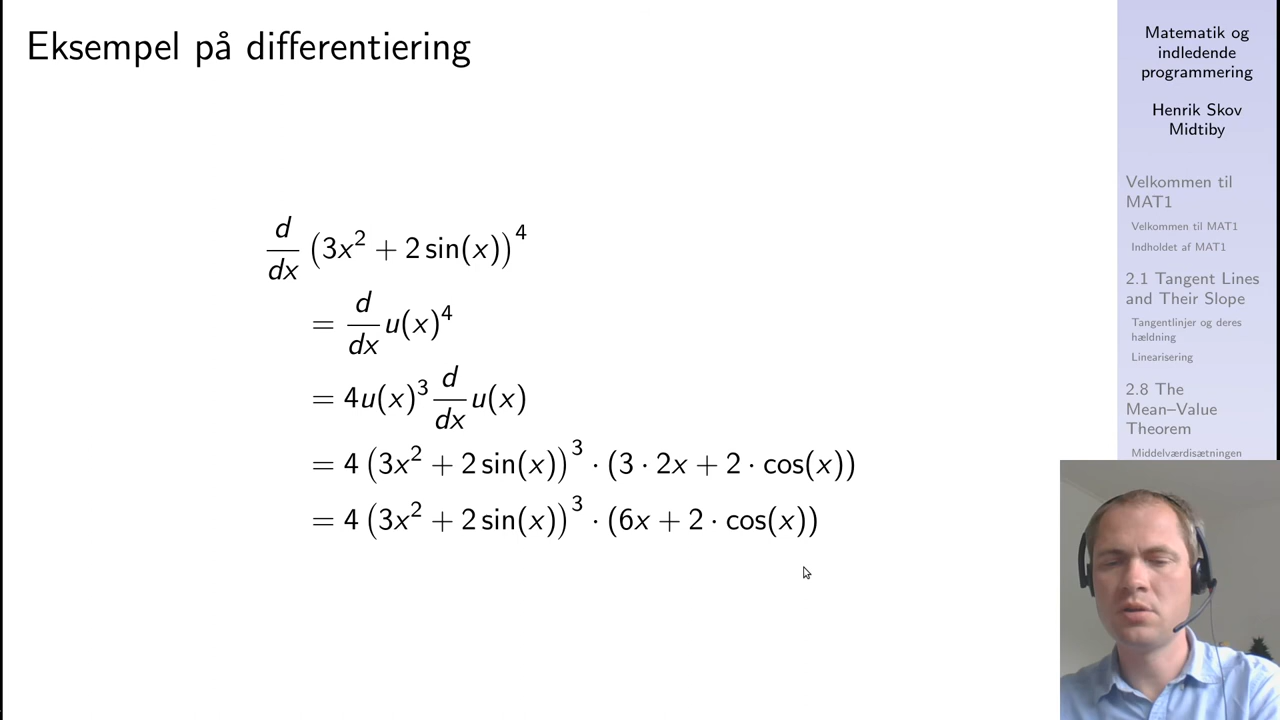 Eksempel på differentiering
d/dx (3x² + 2 sin(x))⁴
= d/dx u(x)⁴
= 4u(x)³ d/dx u(x)
= 4 (3x² + 2 sin(x))³ · (3 · 2x + 2 · cos(x))
= 4 (3x² + 2 sin(x))³ · (6x + 2 · cos(x))
Matematik og
indledende
programmering
Henrik Skov
Midtiby
Velkommen til
MAT1
Velkommen til MAT1
Indholdet af MAT1
2.1 Tangent Lines
and Their Slope
Tangentlinjer og deres
hældning
Linearisering
2.8 The
Mean–Value
Theorem
Middelværdisætningen